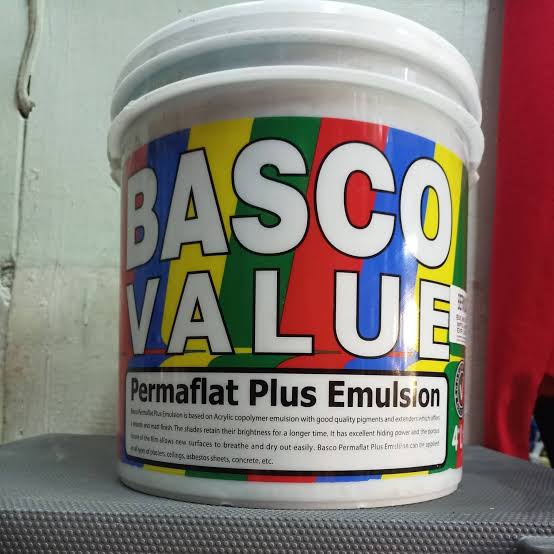 BASCO
VALUE
Permaflat Plus Emulsion
Basco Permaflat Plus Emulsion is based on Acrylic copolymer emulsion with good quality pigments and extenders which offers
a smooth and matt finish. The shades retain their brightness for a longer time. It has excellent hiding power and the porous
nature of the film allows new surfaces to breathe and dry out easily. Basco Permaflat Plus Emulsion can be applied
on all types of plasters, ceilings, asbestos sheets, concrete, etc.
4